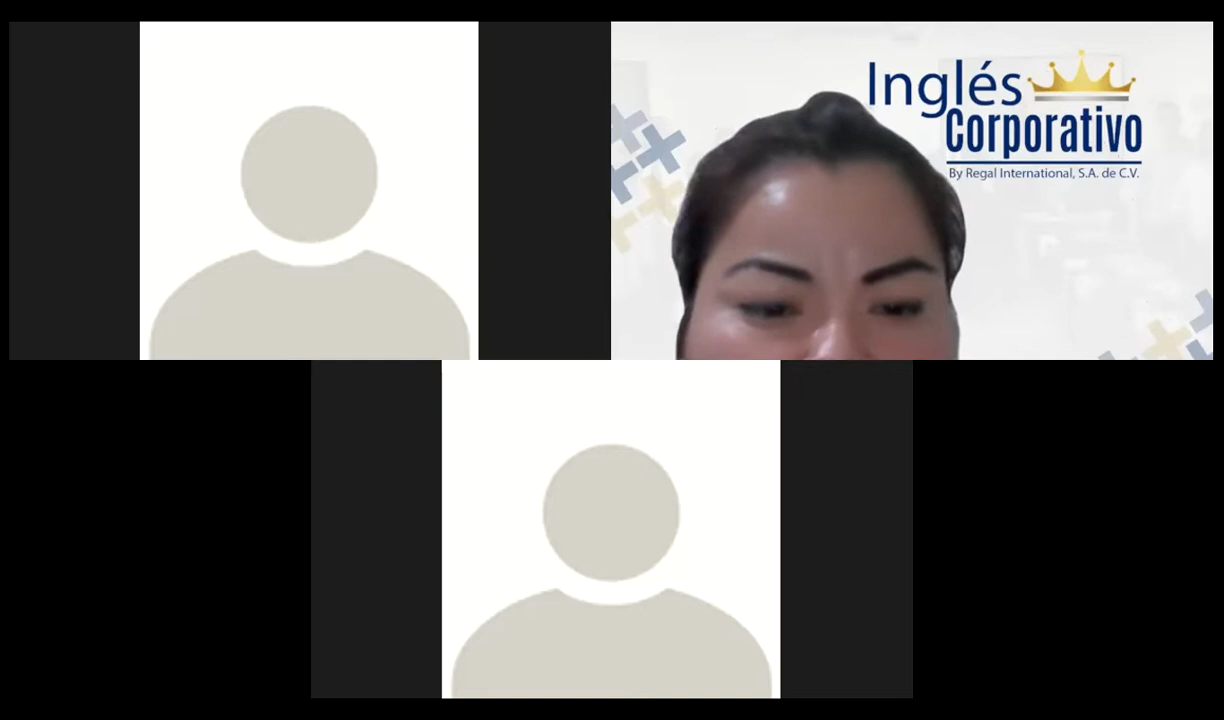 Inglés
Corporativo
By Regal International, S.A. de C.V.